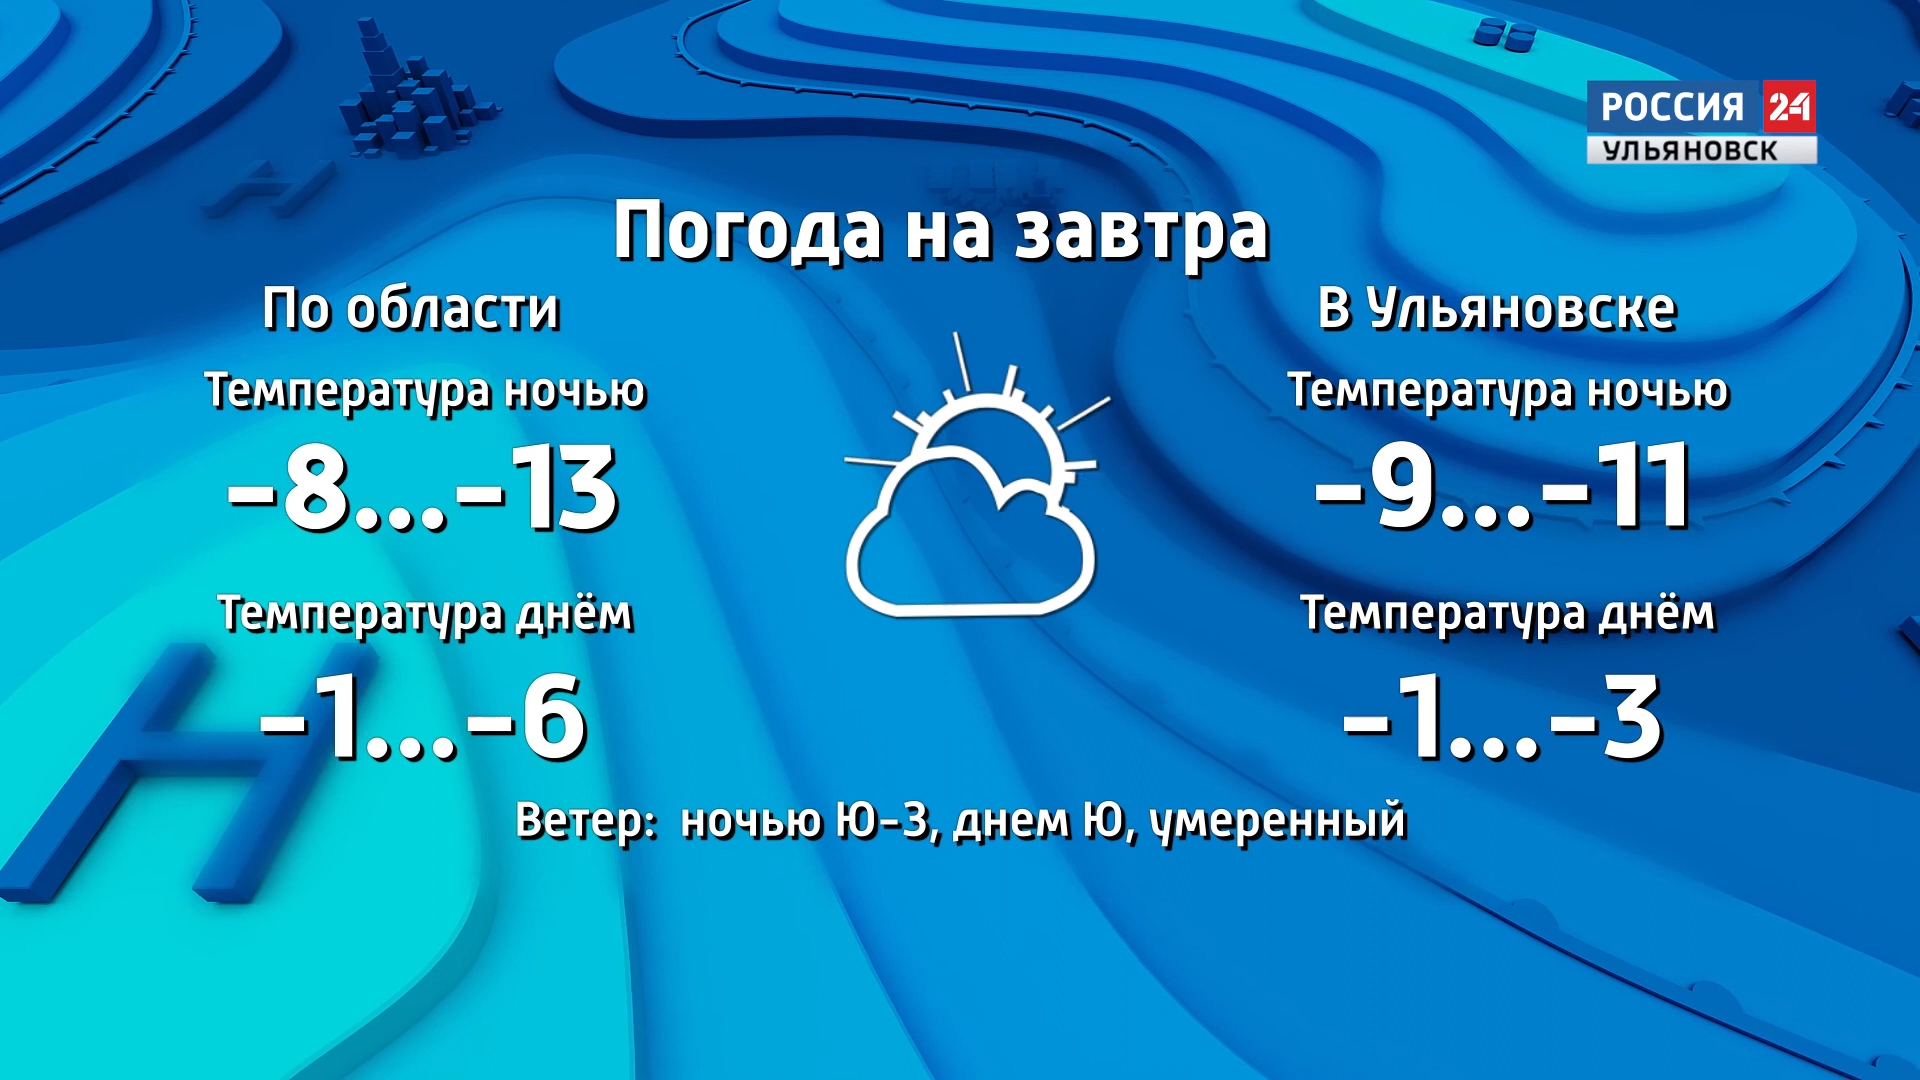 РОССИЯ 24
УЛЬЯНОВСК
Погода на завтра
По области
Температура ночью
-8...-13
Температура днём
-1...-6
В Ульяновске
Температура ночью
-9...-11
Температура днём
-1...-3
Ветер: ночью Ю-З, днем Ю, умеренный